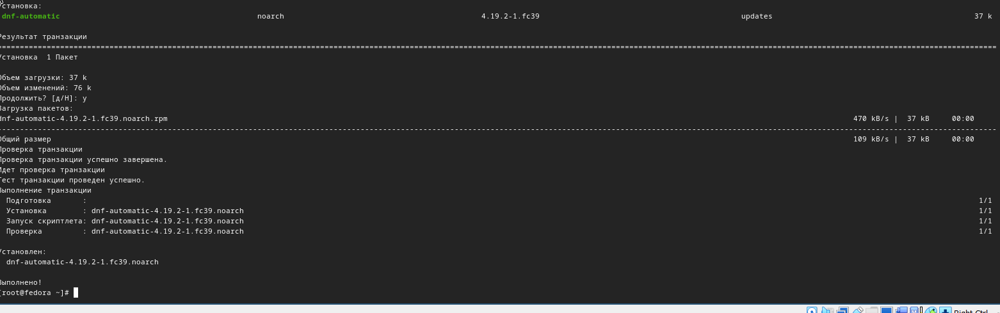 Установка:
dnf-automatic noarch 4.19.2-1.fc39 updates 37 k
Результат транзакции
================================================================================
Установка 1 Пакет
Объем загрузки: 37 k
Объем изменений: 76 k
Продолжить? [д/Н]: y
Загрузка пакетов:
dnf-automatic-4.19.2-1.fc39.noarch.rpm 470 kB/s | 37 kB 00:00
--------------------------------------------------------------------------------
Общий размер 109 kB/s | 37 kB 00:00
Проверка транзакции
Проверка транзакции успешно завершена.
Идет проверка транзакции
Тест транзакции проведен успешно.
Выполнение транзакции
Подготовка : 1/1
Установка : dnf-automatic-4.19.2-1.fc39.noarch 1/1
Запуск скриптлета: dnf-automatic-4.19.2-1.fc39.noarch 1/1
Проверка : dnf-automatic-4.19.2-1.fc39.noarch 1/1
Установлен:
dnf-automatic-4.19.2-1.fc39.noarch
Выполнено!
[root@fedora ~]#
Right Ctrl